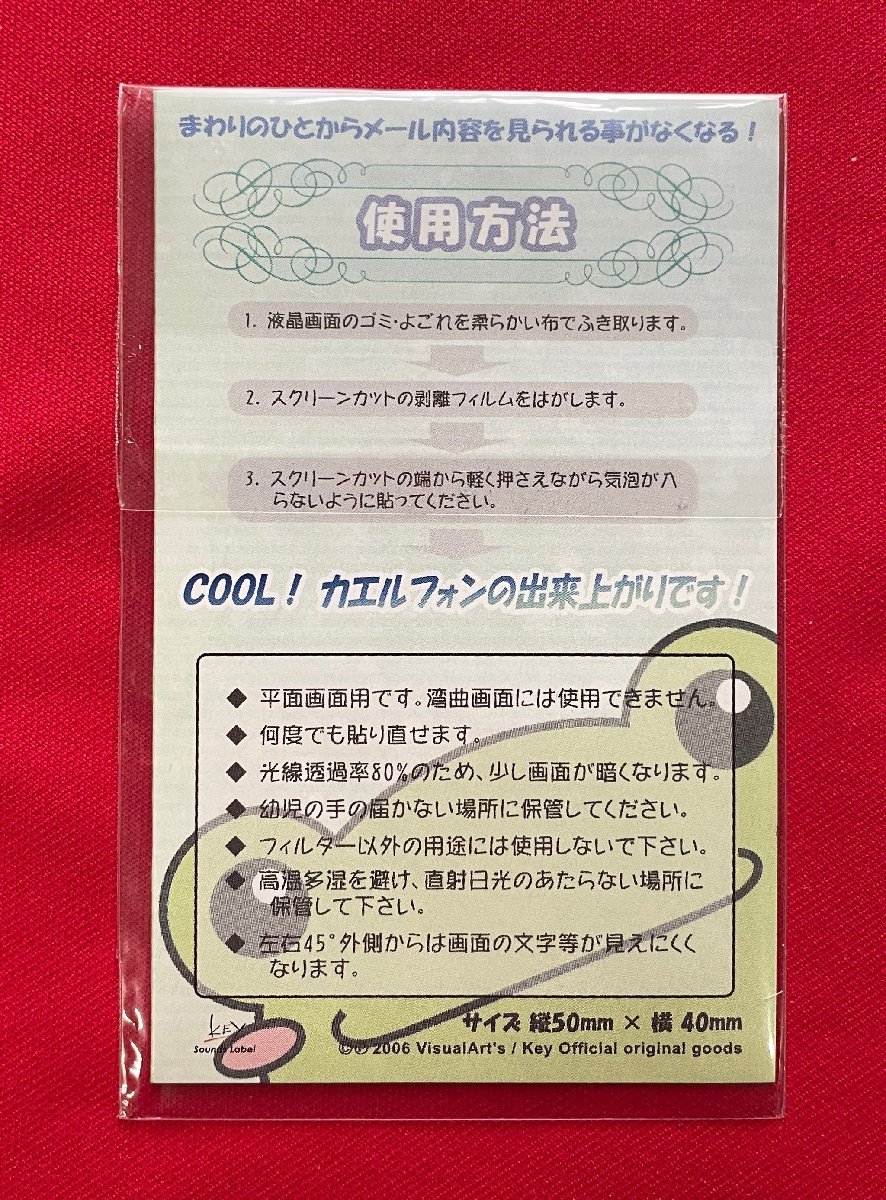 まわりのひとからメール内容を見られる事がなくなる！
使用方法
1. 液晶画面のゴミ・よごれを柔らかい布でふき取ります。
2. スクリーンカットの剥離フィルムをはがします。
3. スクリーンカットの端から軽く押さえながら気泡が入
らないように貼ってください。
COOL！ カエルフォンの出来上がりです！
◆ 平面画面用です。湾曲画面には使用できません。
◆ 何度でも貼り直せます。
◆ 光線透過率80%のため、少し画面が暗くなります。
◆ 幼児の手の届かない場所に保管してください。
◆ フィルター以外の用途には使用しないで下さい。
◆ 高温多湿を避け、直射日光のあたらない場所に
保管して下さい。
◆ 左右45°外側からは画面の文字等が見えにくく
なります。
サイズ 縦50mm × 横 40mm
KEY
Sounds Label
©℗ 2006 VisualArt's / Key Official original goods